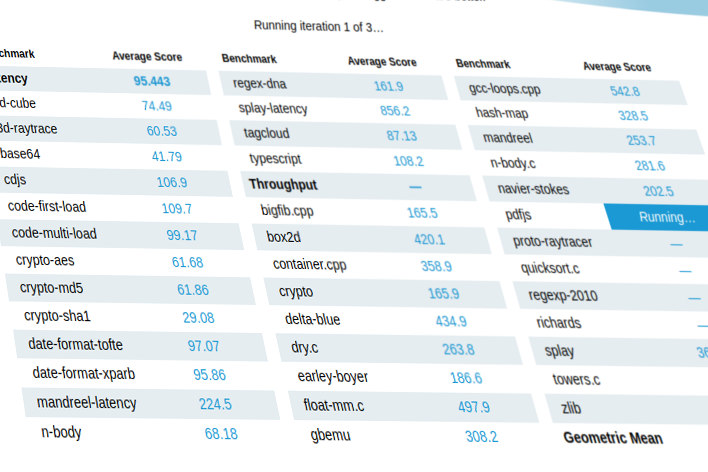 Running iteration 1 of 3…
Average Score
Benchmark Average Score
Benchmark Average Score
95.443
regex-dna 161.9
gcc-loops.cpp 542.8
74.49
splay-latency 856.2
hash-map 328.5
3d-raytrace 60.53
tagcloud 87.13
mandreel 253.7
base64 41.79
typescript 108.2
n-body.c 281.6
cdjs 106.9
Throughput —
navier-stokes 202.5
code-first-load 109.7
bigfib.cpp 165.5
pdfjs Running…
code-multi-load 99.17
box2d 420.1
proto-raytracer —
crypto-aes 61.68
container.cpp 358.9
quicksort.c —
crypto-md5 61.86
crypto 165.9
regexp-2010 —
crypto-sha1 29.08
delta-blue 434.9
richards —
date-format-tofte 97.07
dry.c 263.8
splay 36
date-format-xparb 95.86
earley-boyer 186.6
towers.c
mandreel-latency 224.5
float-mm.c 497.9
zlib
n-body 68.18
gbemu 308.2
Geometric Mean